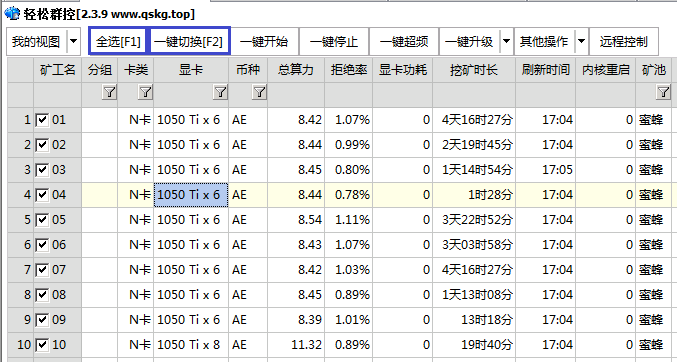 轻松群控[2.3.9 www.qskg.top]
我的视图 全选[F1] 一键切换[F2] 一键开始 一键停止 一键超频 一键升级 其他操作 远程控制
矿工名 分组 卡类 显卡 币种 总算力 拒绝率 显卡功耗 挖矿时长 刷新时间 内核重启 矿池
1 01 N卡 1050 Ti x 6 AE 8.42 1.07% 0 4天16时27分 17:04 0 蜜蜂
2 02 N卡 1050 Ti x 6 AE 8.44 0.99% 0 2天19时45分 17:04 0 蜜蜂
3 03 N卡 1050 Ti x 6 AE 8.45 0.80% 0 1天14时54分 17:05 0 蜜蜂
4 04 N卡 1050 Ti x 6 AE 8.44 0.78% 0 1时28分 17:04 0 蜜蜂
5 05 N卡 1050 Ti x 6 AE 8.54 1.11% 0 3天22时52分 17:04 0 蜜蜂
6 06 N卡 1050 Ti x 6 AE 8.43 1.07% 0 3天03时58分 17:04 0 蜜蜂
7 07 N卡 1050 Ti x 6 AE 8.42 1.03% 0 4天16时27分 17:04 0 蜜蜂
8 08 N卡 1050 Ti x 6 AE 8.45 0.89% 0 1天13时08分 17:04 0 蜜蜂
9 09 N卡 1050 Ti x 6 AE 8.39 1.01% 0 13时18分 17:04 0 蜜蜂
10 10 N卡 1050 Ti x 8 AE 11.32 0.89% 0 19时40分 17:04 0 蜜蜂